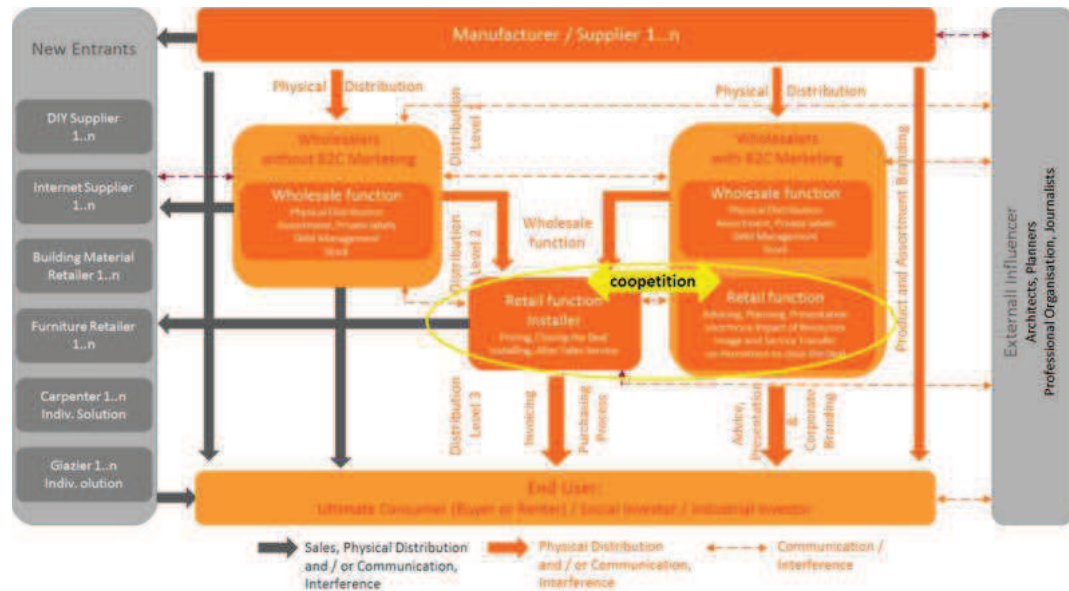 New Entrants
DIY Supplier
1..n
Internet Supplier
1..n
Building Material
Retailer 1..n
Furniture Retailer
1..n
Carpenter 1..n
Indiv. Solution
Glazier 1..n
Indiv. olution
Manufacturer / Supplier 1...n
Physical Distribution
Physical Distribution
Distribution
Level 1
Wholesalers
without B2C Marketing
Wholesale function
Physical Distribution
Assortment, Private labels
Debt Management
Wholesalers
with B2C Marketing
Wholesale function
Physical Distribution
Assortment, Private labels
Debt Management
Wholesale
function
Distribution
Level 2
coopetition
Retail function
Installer
Pricing, Closing the Deal
Installing, After Sales Service
Retail function
Advising, Planning, Presentation
Impact of Resources
Image and Service Transfer
Distribution
Level 3
Invoicing
Purchasing
Process
Advice,
Presentation
&
Corporate
Branding
Product and Assortment Branding
Externall Influencer
Architects, Planners
Professional Organisation, Journalists
End User:
Ultimate Consumer (Buyer or Renter) / Social Investor / Industrial Investor
Sales, Physical Distribution
and / or Communication,
Interference
Physical Distribution
and / or Communication,
Interference
Communication /
Interference